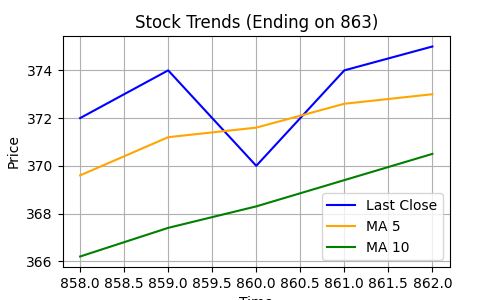 Stock Trends (Ending on 863)
Price
374
372
370
368
366
Last Close
MA 5
MA 10
858.0 858.5 859.0 859.5 860.0 860.5 861.0 861.5 862.0
Time